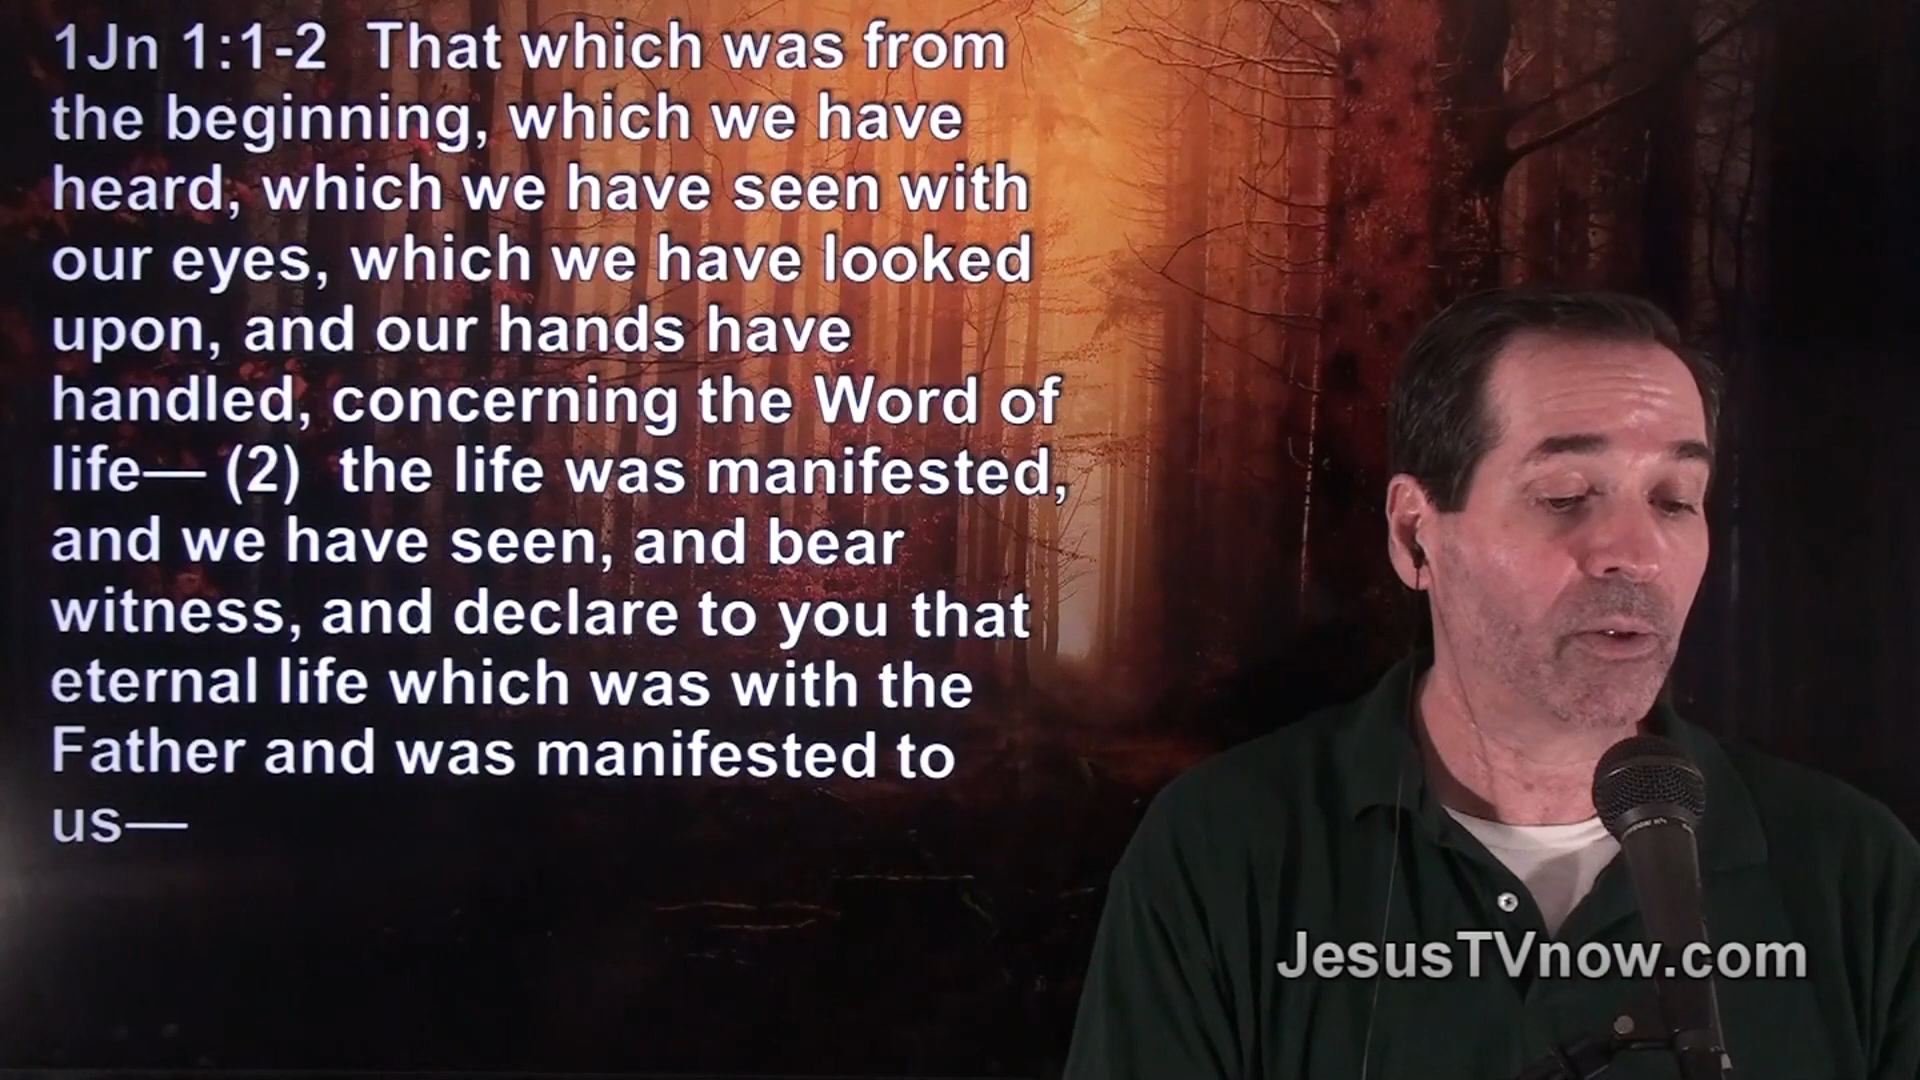 1Jn 1:1-2  That which was from
the beginning, which we have
heard, which we have seen with
our eyes, which we have looked
upon, and our hands have
handled, concerning the Word of
life— (2)  the life was manifested,
and we have seen, and bear
witness, and declare to you that
eternal life which was with the
Father and was manifested to
us—
JesusTVnow.com